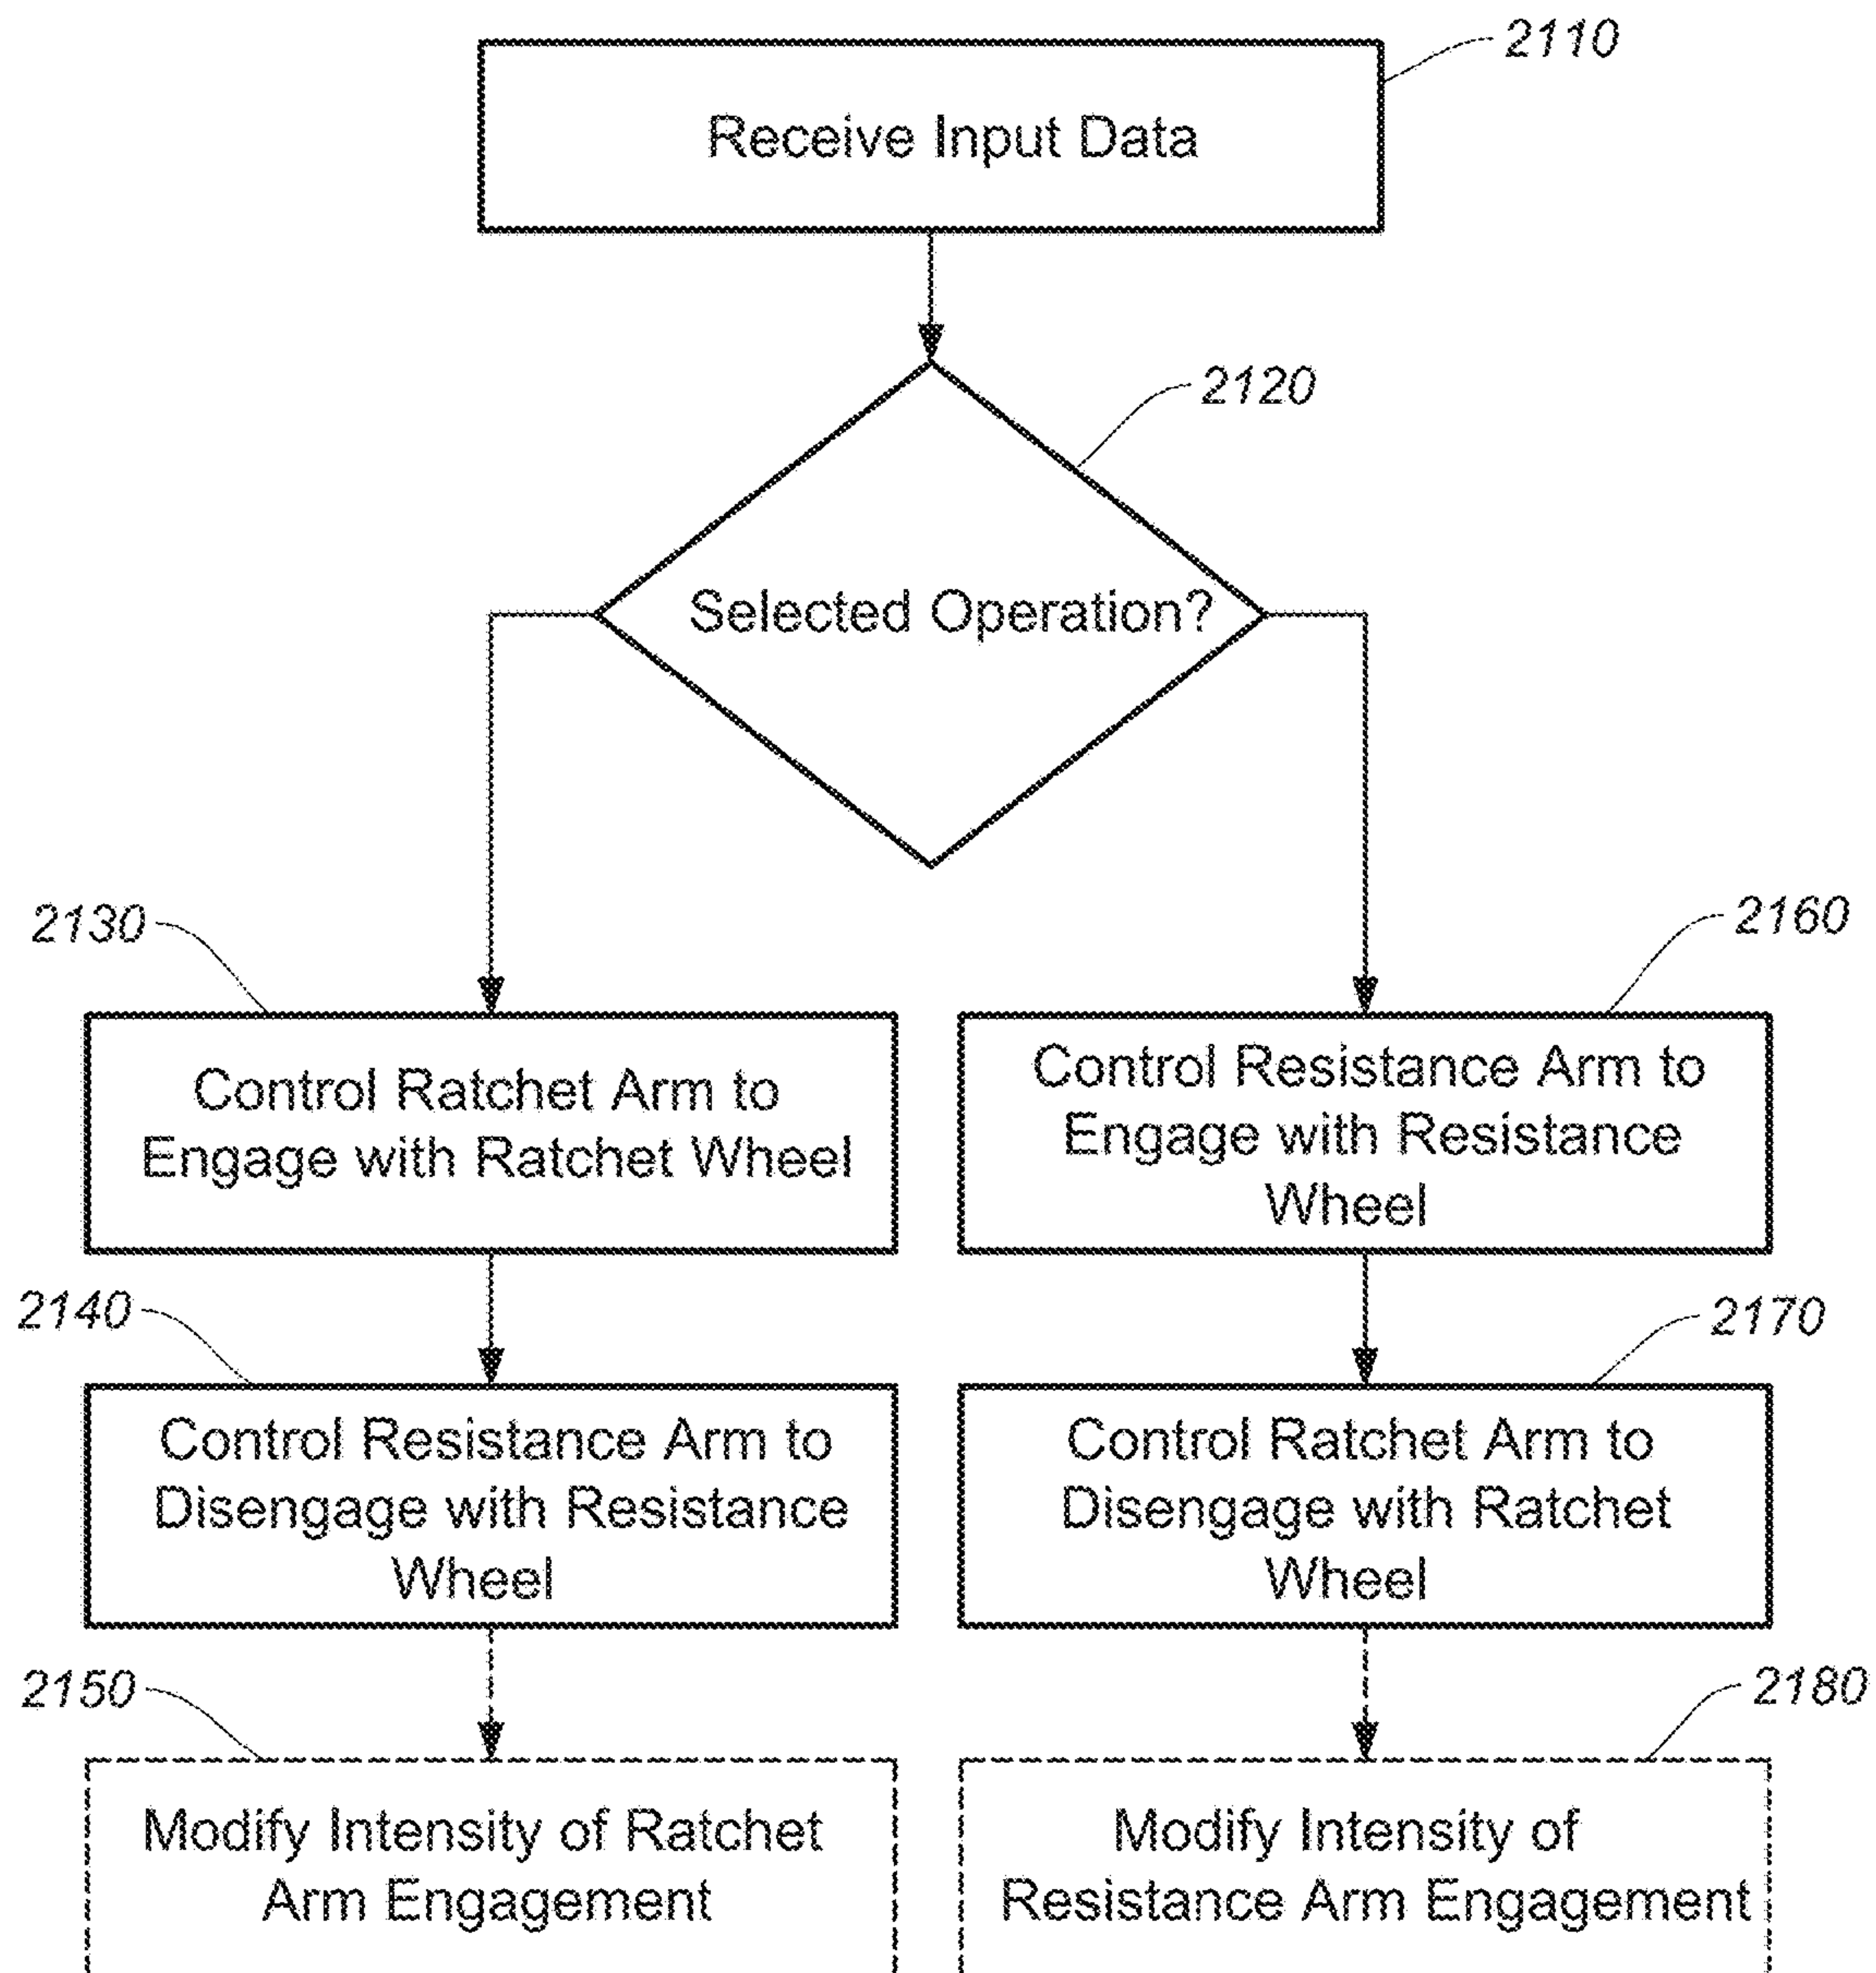 2110
Receive Input Data
2120
Selected Operation?
2130
2160
Control Ratchet Arm to
Engage with Ratchet Wheel
Control Resistance Arm to
Engage with Resistance
Wheel
2140
2170
Control Resistance Arm to
Disengage with Resistance
Wheel
Control Ratchet Arm to
Disengage with Ratchet
Wheel
2150
2180
Modify Intensity of Ratchet
Arm Engagement
Modify Intensity of
Resistance Arm Engagement